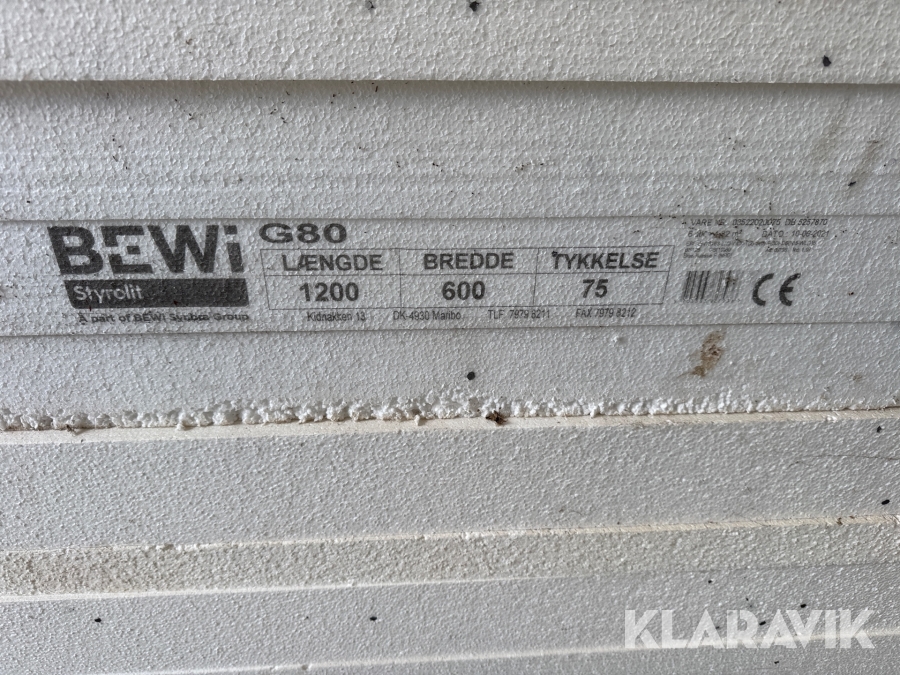 BEWi
Styrolit
A part of BEWI Synbra Group
G80
LÆNGDE BREDDE TYKKELSE
1200 600 75
Kidnakken 13 DK-4930 Maribo TLF. 7979 8211 FAX 7979 8212
CE
KLARAVIK